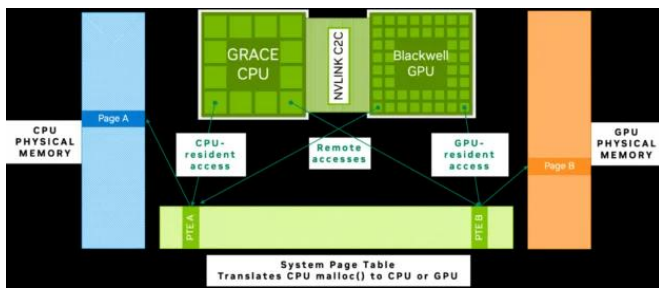 GRACE
CPU
NVLINK C2C
Blackwell
GPU
Page A
CPU
PHYSICAL
MEMORY
CPU-
resident
access
Remote
accesses
GPU-
resident
access
GPU
PHYSICAL
MEMORY
Page B
PTE A
PTE B
System Page Table
Translates CPU malloc() to CPU or GPU